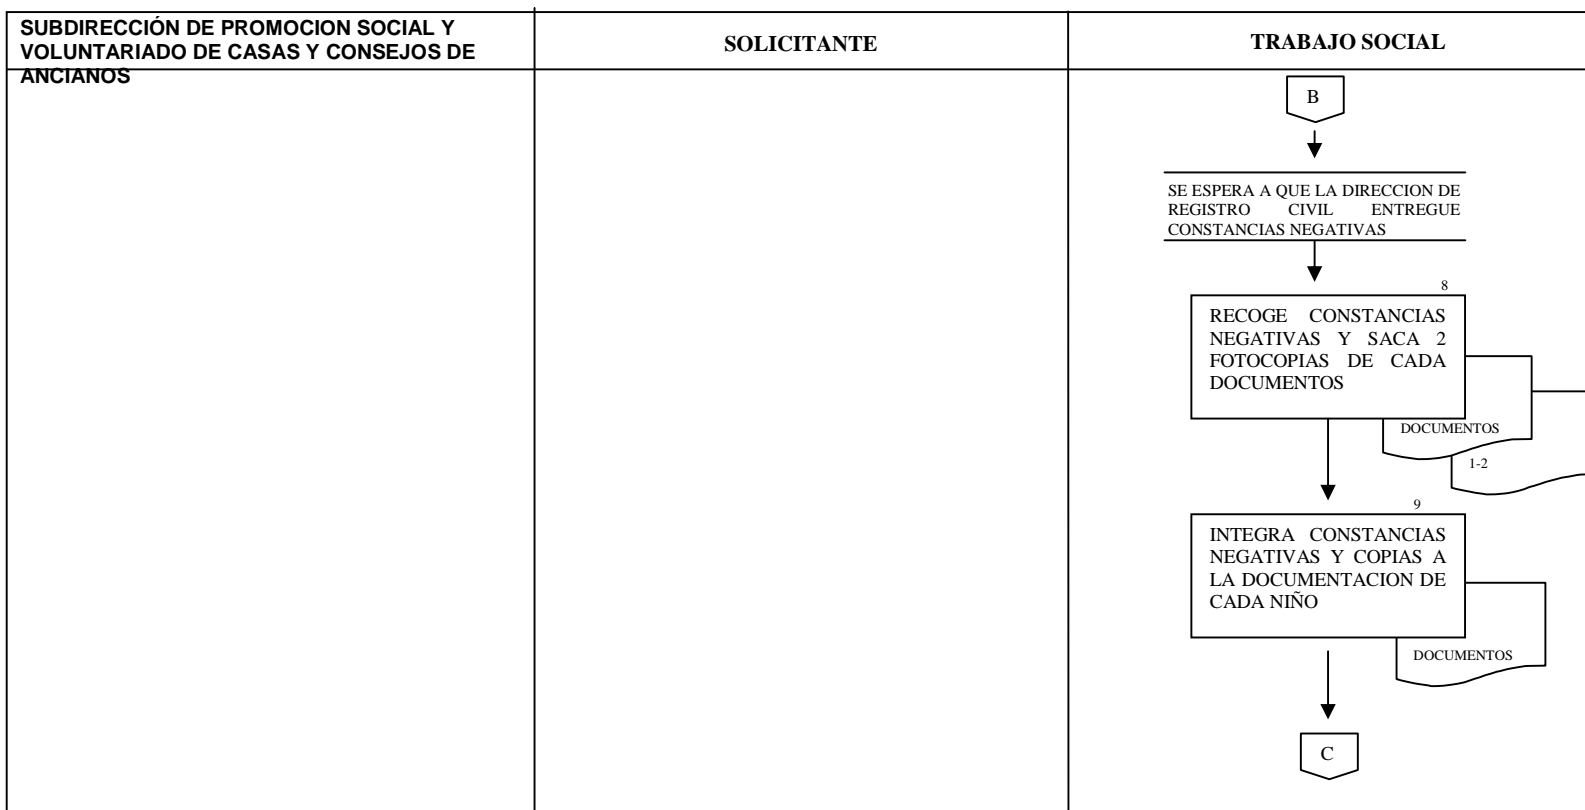 SUBDIRECCIÓN DE PROMOCION SOCIAL Y
VOLUNTARIADO DE CASAS Y CONSEJOS DE
ANCIANOS
SOLICITANTE
TRABAJO SOCIAL
B
SE ESPERA A QUE LA DIRECCION DE
REGISTRO CIVIL ENTREGUE
CONSTANCIAS NEGATIVAS
8
RECOGE CONSTANCIAS
NEGATIVAS Y SACA 2
FOTOCOPIAS DE CADA
DOCUMENTOS
DOCUMENTOS
1-2
9
INTEGRA CONSTANCIAS
NEGATIVAS Y COPIAS A
LA DOCUMENTACION DE
CADA NIÑO
DOCUMENTOS
C